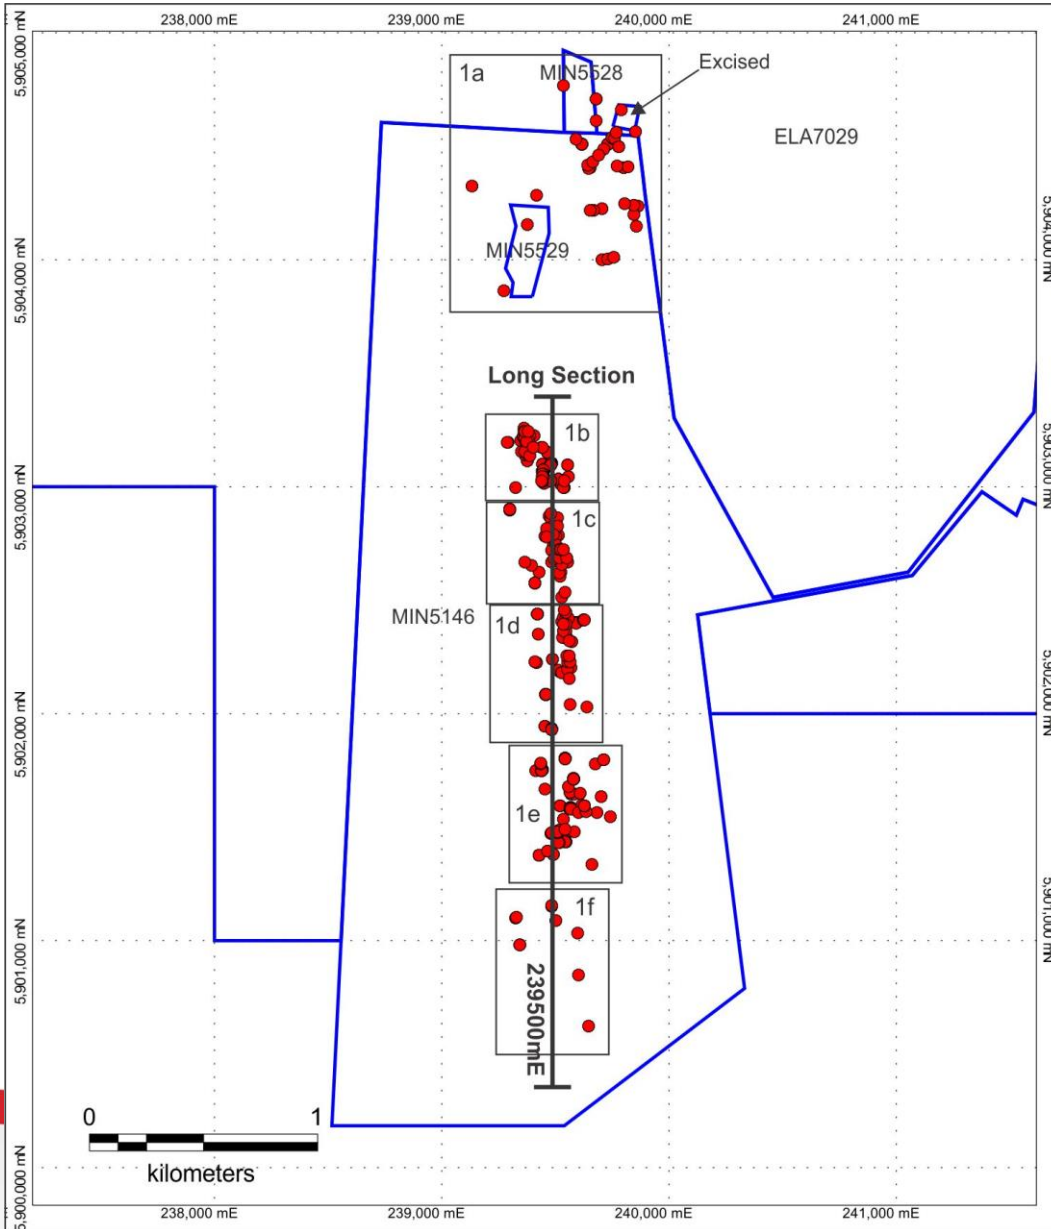 238,000 mE
239,000 mE
240,000 mE
241,000 mE
5,905,000 mN
1a
MIN5528
Excised
ELA7029
MIN5529
5,904,000 mN
5,904,000 mN
Long Section
1b
5,903,000 mN
5,903,000 mN
1c
MIN5146
1d
5,902,000 mN
5,902,000 mN
1e
1f
5,901,000 mN
5,901,000 mN
239500mE
0
1
kilometers
5,900,000 mN
238,000 mE
239,000 mE
240,000 mE
241,000 mE